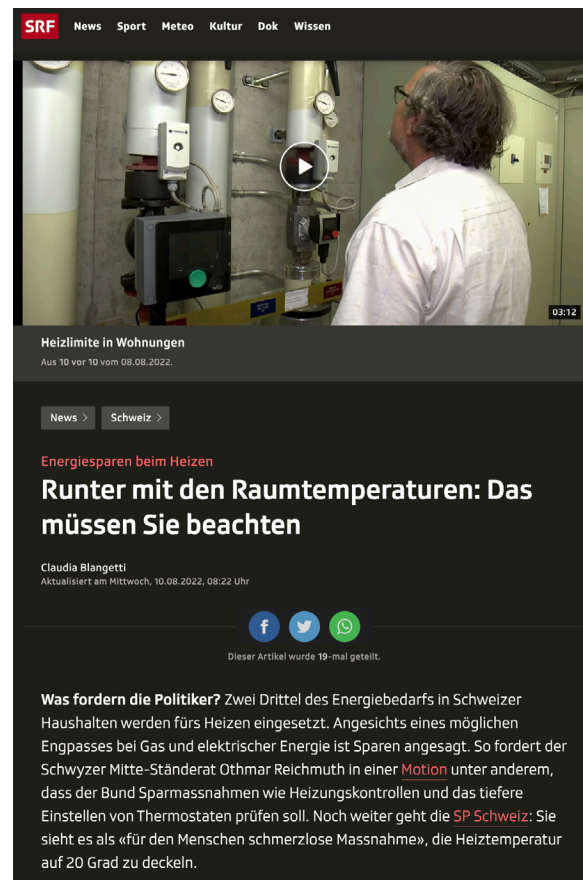 SRF News Sport Meteo Kultur Dok Wissen
03:12
Heizlimite in Wohnungen
Aus 10 vor 10 vom 08.08.2022.
News > Schweiz >
Energiesparen beim Heizen
Runter mit den Raumtemperaturen: Das
müssen Sie beachten
Claudia Blangetti
Aktualisiert am Mittwoch, 10.08.2022, 08:22 Uhr
Dieser Artikel wurde 19-mal geteilt.
Was fordern die Politiker? Zwei Drittel des Energiebedarfs in Schweizer
Haushalten werden fürs Heizen eingesetzt. Angesichts eines möglichen
Engpasses bei Gas und elektrischer Energie ist Sparen angesagt. So fordert der
Schwyzer Mitte-Ständerat Othmar Reichmuth in einer Motion unter anderem,
dass der Bund Sparmassnahmen wie Heizungskontrollen und das tiefere
Einstellen von Thermostaten prüfen soll. Noch weiter geht die SP Schweiz: Sie
sieht es als «für den Menschen schmerzlose Massnahme», die Heiztemperatur
auf 20 Grad zu deckeln.